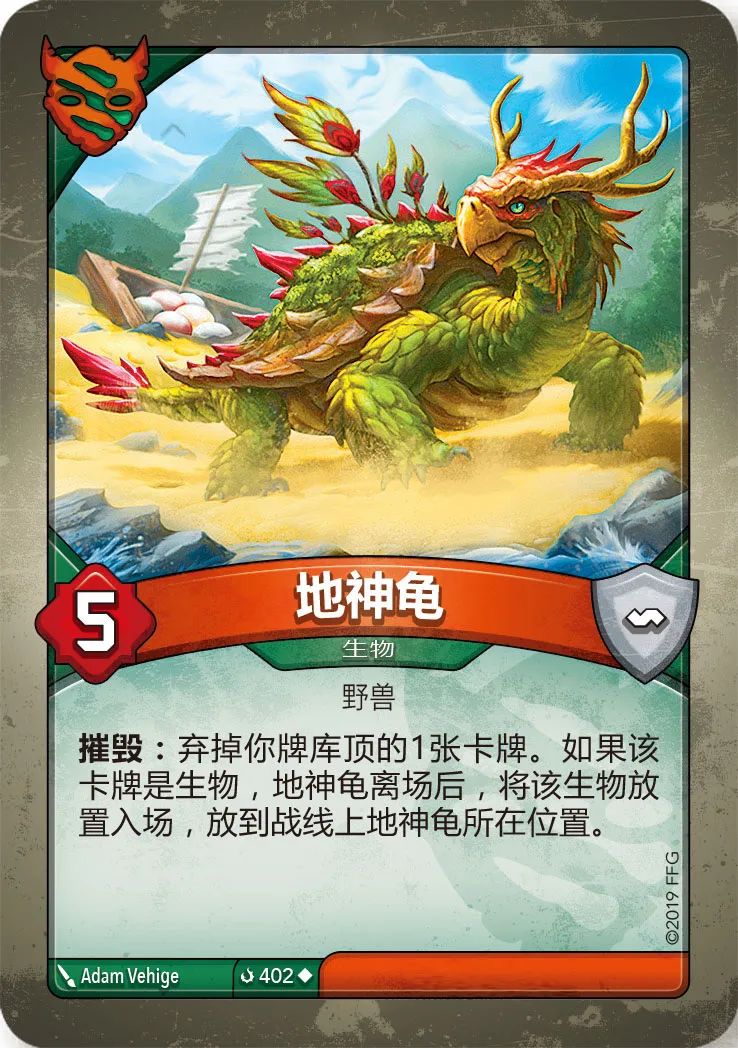 5
地神龟
生物
野兽
摧毁：弃掉你牌库顶的1张卡牌。如果该
卡牌是生物，地神龟离场后，将该生物放
置入场，放到战线上地神龟所在位置。
©2019 FFG
Adam Vehige
402